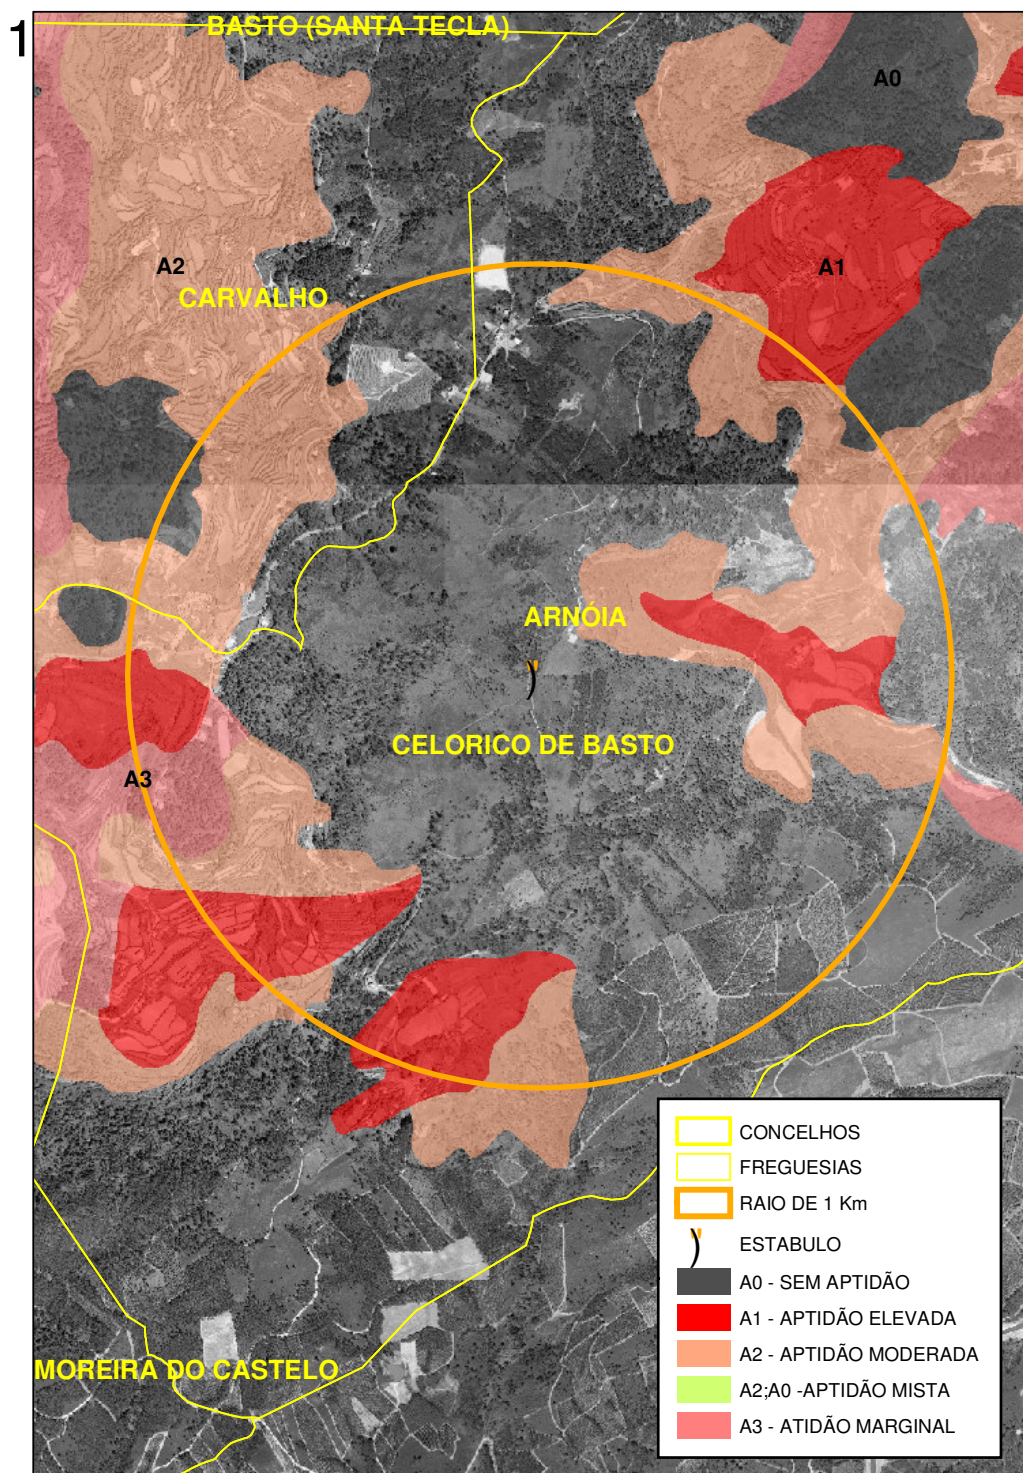 1
BASTO (SANTA TECLA)
A0
A2
A1
CARVALHO
ARNÓIA
CELORICO DE BASTO
A3
MOREIRA DO CASTELO
CONCELHOS
FREGUESIAS
RAIO DE 1 Km
ESTABULO
A0 - SEM APTIDÃO
A1 - APTIDÃO ELEVADA
A2 - APTIDÃO MODERADA
A2;A0 -APTIDÃO MISTA
A3 - ATIDÃO MARGINAL